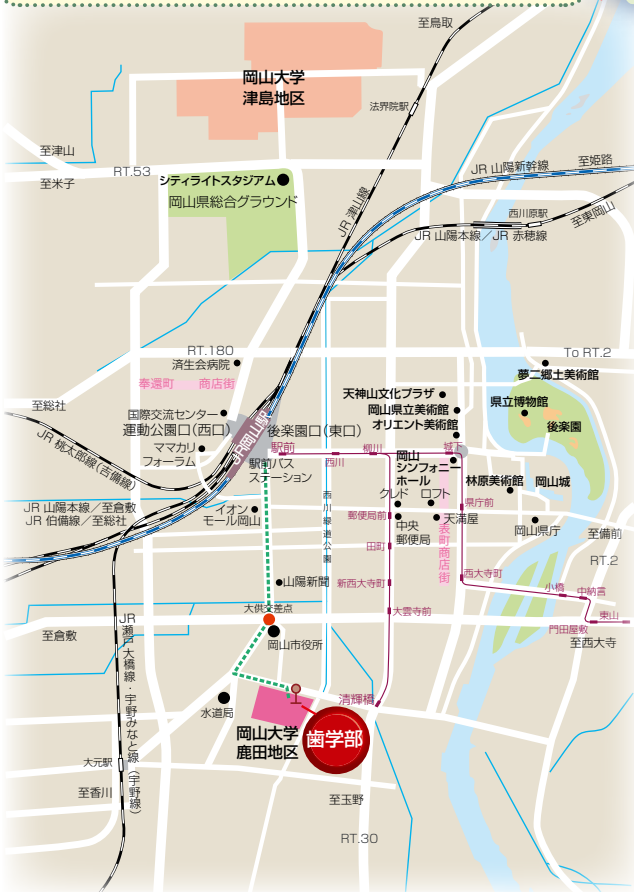 至鳥取
岡山大学
津島地区
法界院駅
至津山
RT.53
至米子
シティライトスタジアム
岡山県総合グラウンド
JR 津山線
JR 山陽新幹線
至姫路
西川原駅
至東岡山
JR 山陽本線／JR 赤穂線
RT.180
済生会病院
To RT.2
夢二郷土美術館
奉還町 商店街
天神山文化プラザ
県立博物館
至総社
国際交流センター
岡山県立美術館
後楽園
運動公園口(西口)
JR岡山駅
後楽園口(東口)
オリエント美術館
ママカリ
フォーラム
JR 桃太郎線(吉備線)
駅前
西川
柳川
城下
駅前バス
ステーション
岡山
シンフォニー
ホール
林原美術館
岡山城
クレド
ロフト
県庁前
JR 山陽本線／至倉敷
JR 伯備線／至総社
イオン
モール岡山
西川緑道公園
郵便局前
中央
郵便局
天満屋
表町商店街
岡山県庁
至備前
RT.2
田町
山陽新聞
新西大寺町
西大寺町
小橋
中納言
大供交差点
大雲寺前
門田屋敷
東山
至倉敷
岡山市役所
至西大寺
JR瀬戸大橋線・宇野みなと線(宇野線)
水道局
清輝橋
岡山大学
鹿田地区
歯学部
大元駅
至香川
至玉野
RT.30